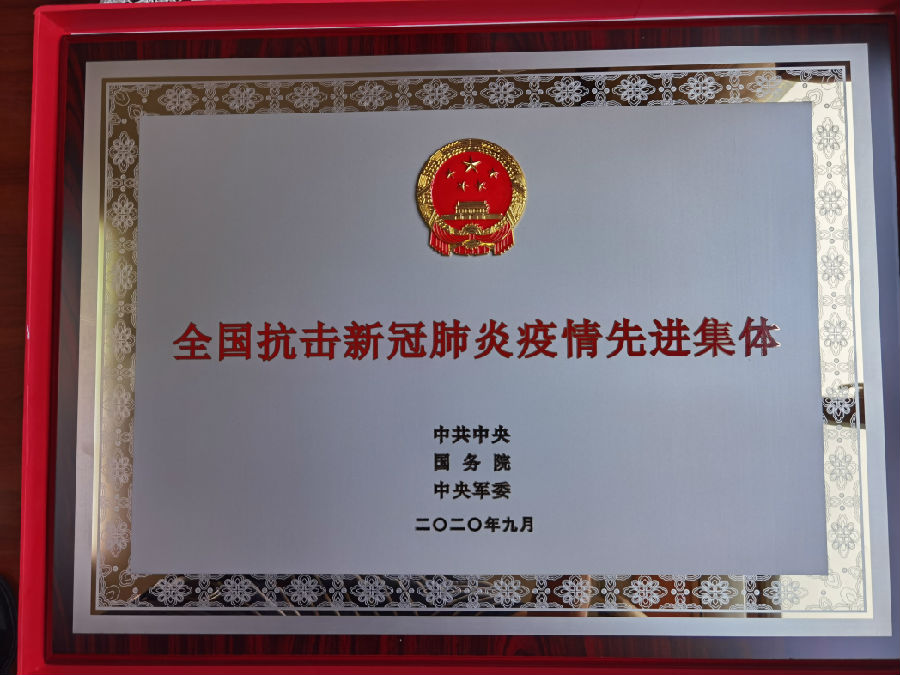 全国抗击新冠肺炎疫情先进集体
中共中央
国务院
中央军委
二〇二〇年九月